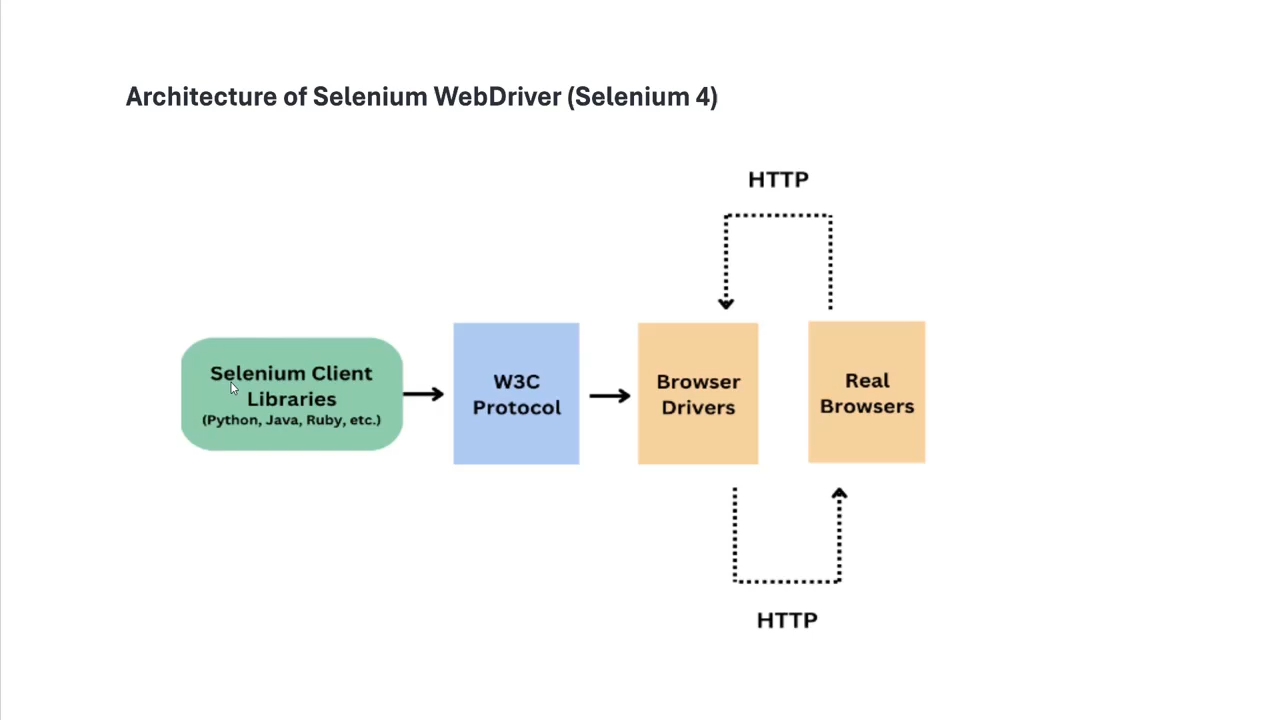 Architecture of Selenium WebDriver (Selenium 4)
HTTP
Selenium Client
Libraries
(Python, Java, Ruby, etc.)
W3C
Protocol
Browser
Drivers
Real
Browsers
HTTP